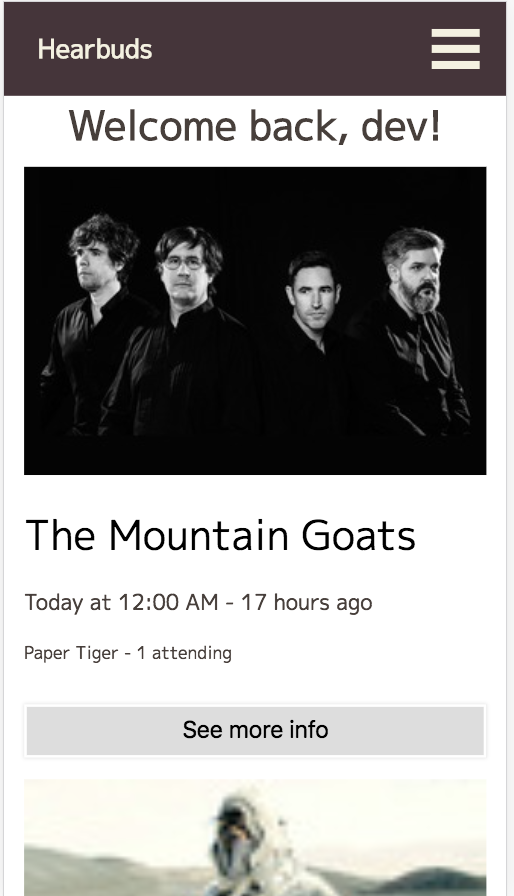 Hearbuds
Welcome back, dev!
The Mountain Goats
Today at 12:00 AM - 17 hours ago
Paper Tiger - 1 attending
See more info